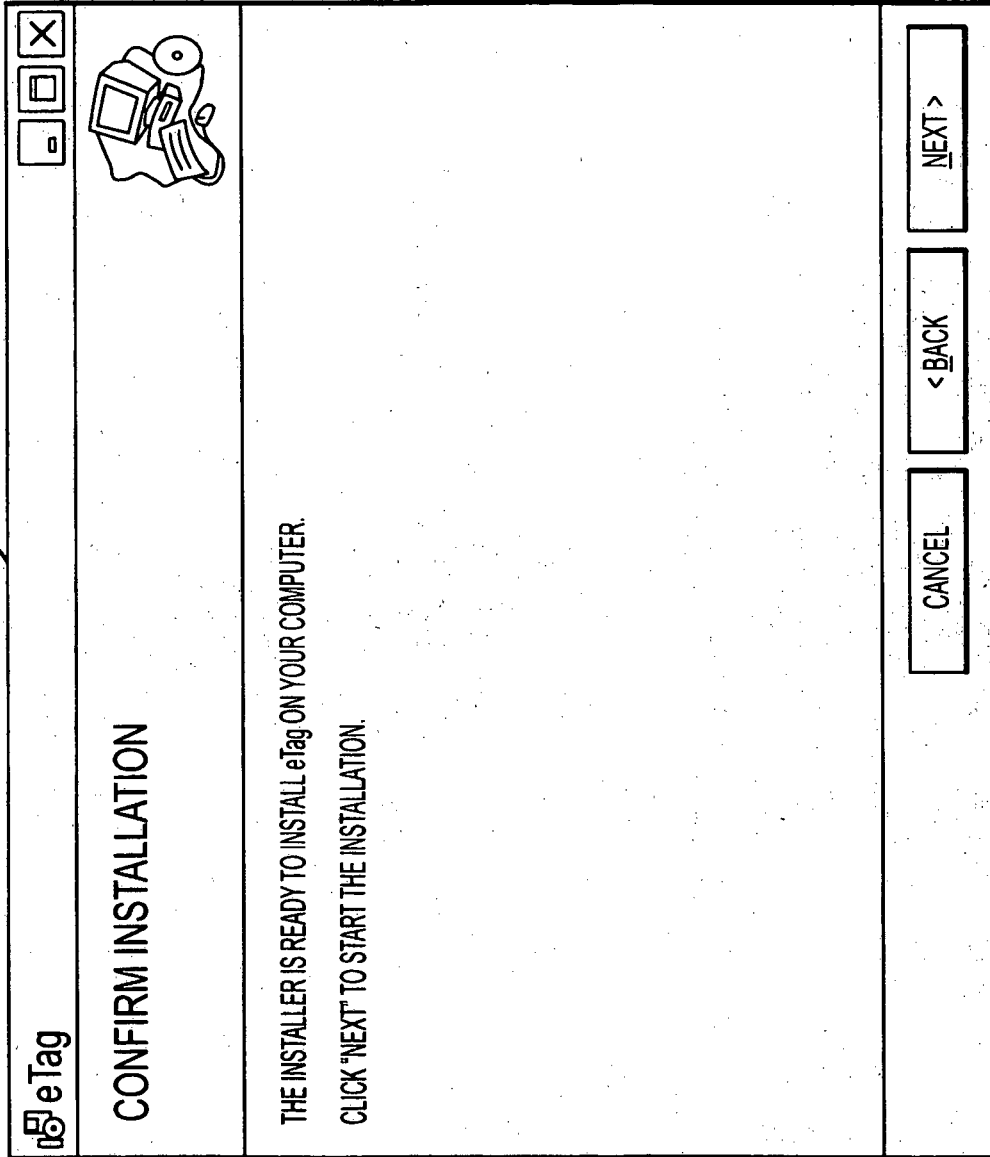 eTag
CONFIRM INSTALLATION
THE INSTALLER IS READY TO INSTALL eTag ON YOUR COMPUTER.
CLICK "NEXT" TO START THE INSTALLATION.
CANCEL
< BACK
NEXT >